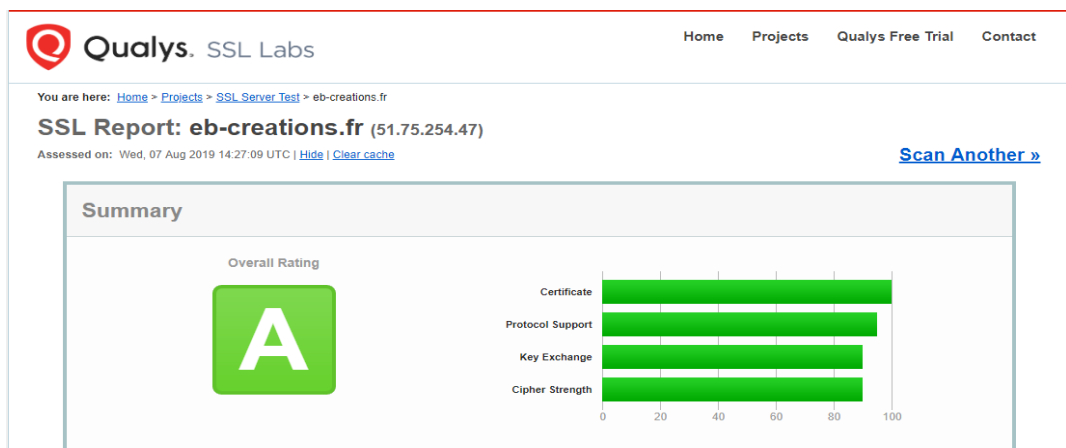 Qualys. SSL Labs
Home Projects Qualys Free Trial Contact
You are here: Home > Projects > SSL Server Test > eb-creations.fr
SSL Report: eb-creations.fr (51.75.254.47)
Assessed on: Wed, 07 Aug 2019 14:27:09 UTC | Hide | Clear cache
Scan Another »
Summary
Overall Rating
A
Certificate
Protocol Support
Key Exchange
Cipher Strength
0 20 40 60 80 100